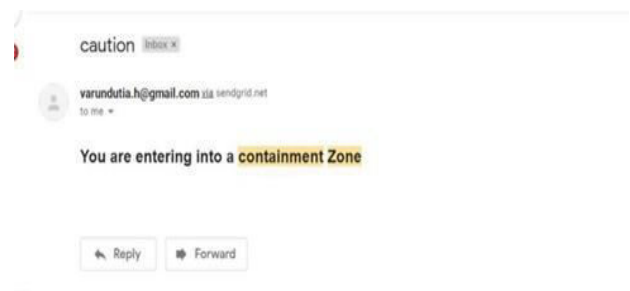 caution Inbox x
varundutia.h@gmail.com via sendgrid.net
to me
You are entering into a containment Zone
Reply Forward